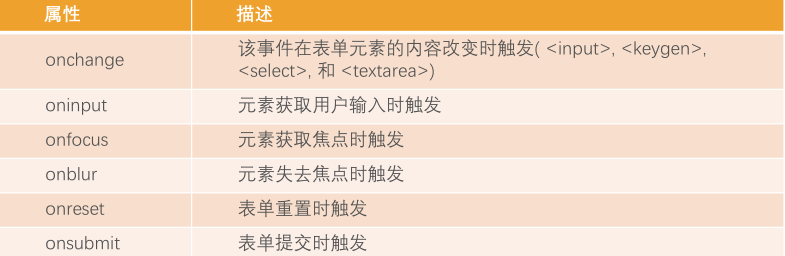 属性 描述
onchange 该事件在表单元素的内容改变时触发( <input>, <keygen>,
<select>, 和 <textarea>)
oninput 元素获取用户输入时触发
onfocus 元素获取焦点时触发
onblur 元素失去焦点时触发
onreset 表单重置时触发
onsubmit 表单提交时触发